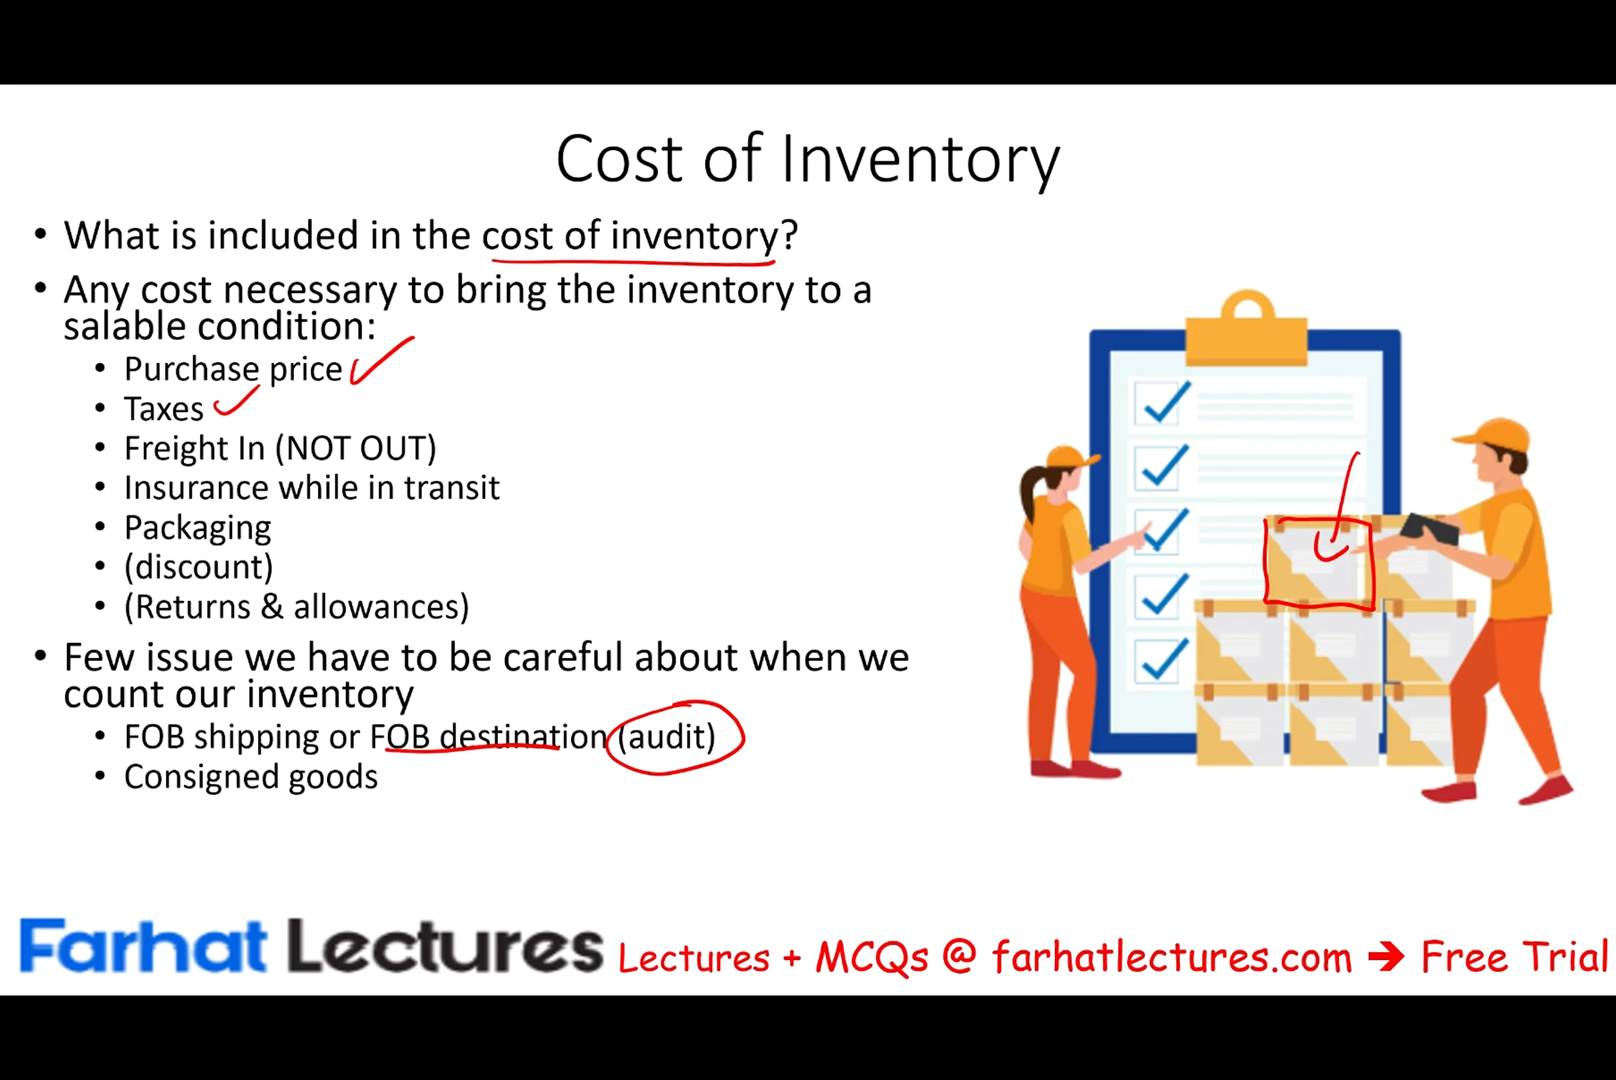 Cost of Inventory
• What is included in the cost of inventory?
• Any cost necessary to bring the inventory to a
salable condition:
• Purchase price
• Taxes
• Freight In (NOT OUT)
• Insurance while in transit
• Packaging
• (discount)
• (Returns & allowances)
• Few issue we have to be careful about when we
count our inventory
• FOB shipping or FOB destination (audit)
• Consigned goods
Farhat Lectures Lectures + MCQs @ farhatlectures.com → Free Trial